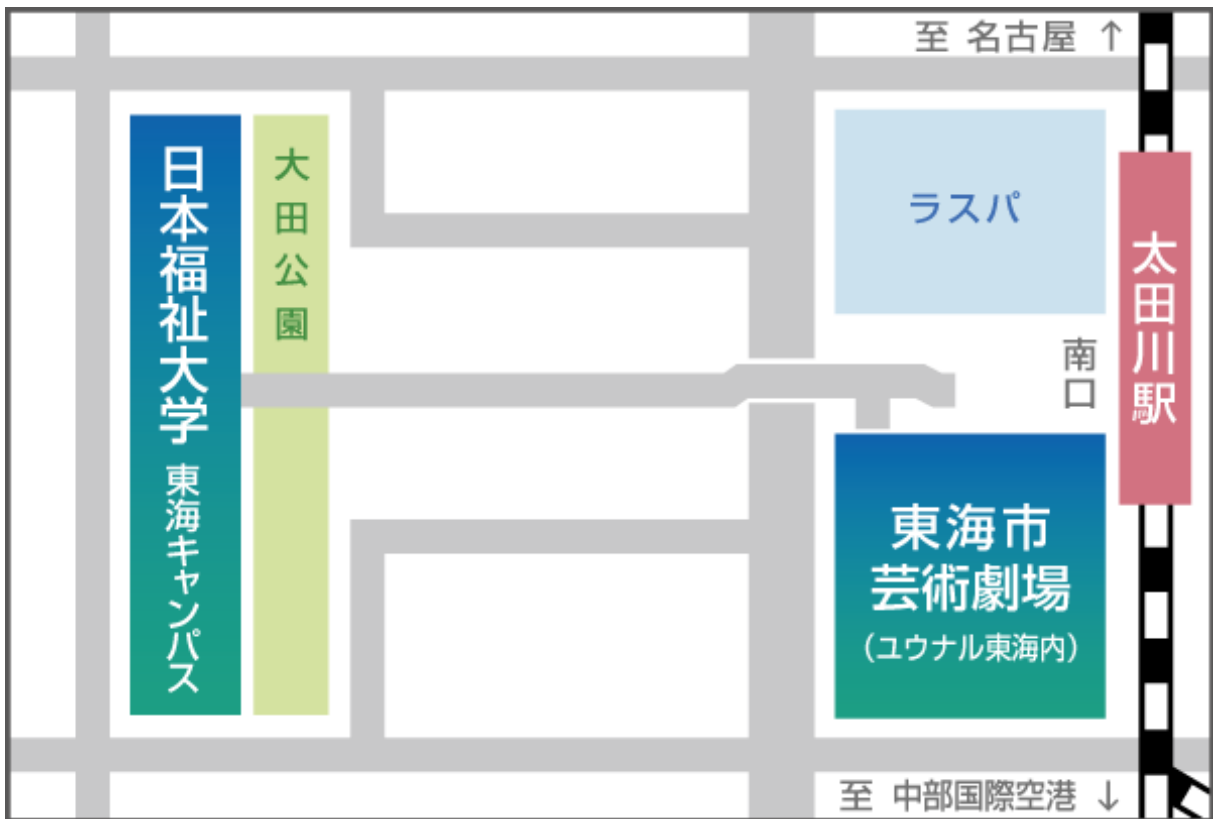 至 名古屋 ↑
日本福祉大学 東海キャンパス
大田公園
ラスパ
太田川駅
南口
東海市
芸術劇場
(ユウナル東海内)
至 中部国際空港 ↓